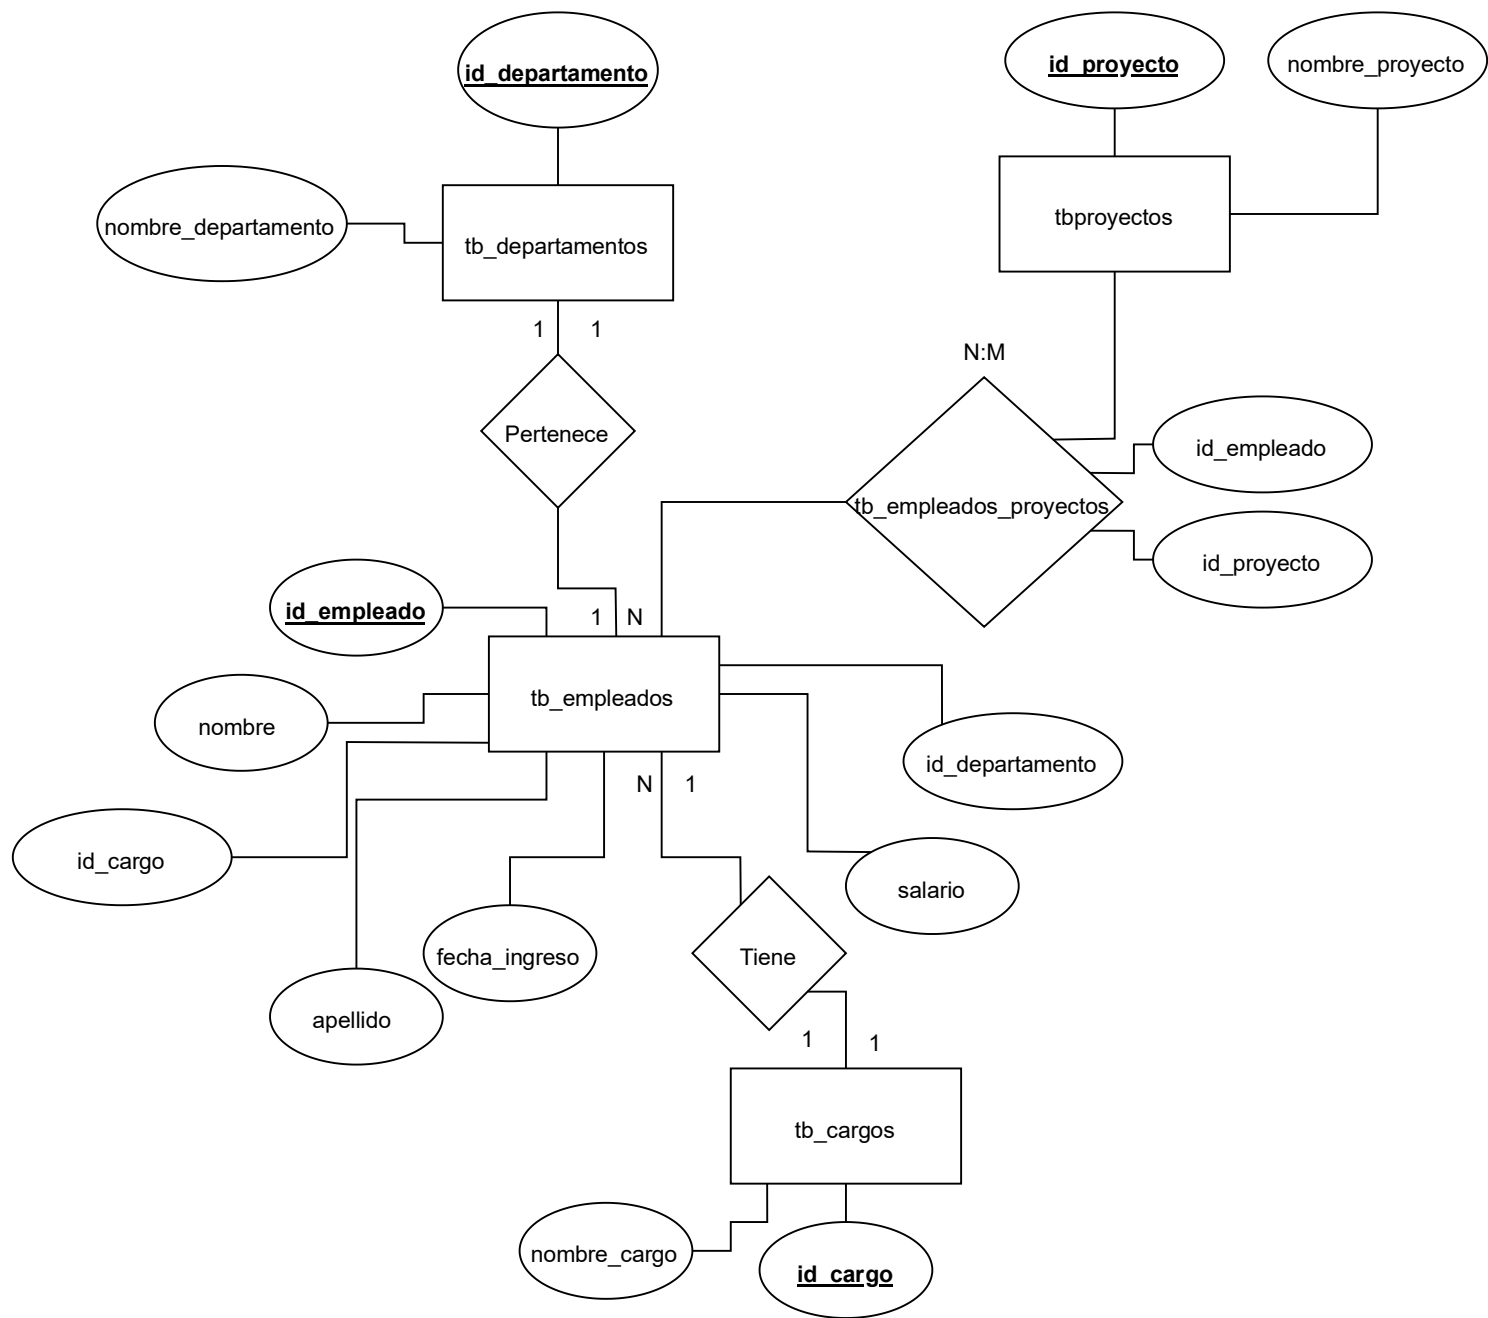 id_departamento
id_proyecto
nombre_proyecto
nombre_departamento
tb_departamentos
tbproyectos
1 1
N:M
Pertenece
id_empleado
tb_empleados_proyectos
id_proyecto
id_empleado
1 N
tb_empleados
nombre
id_departamento
N 1
id_cargo
salario
fecha_ingreso
Tiene
apellido
1 1
tb_cargos
nombre_cargo
id_cargo